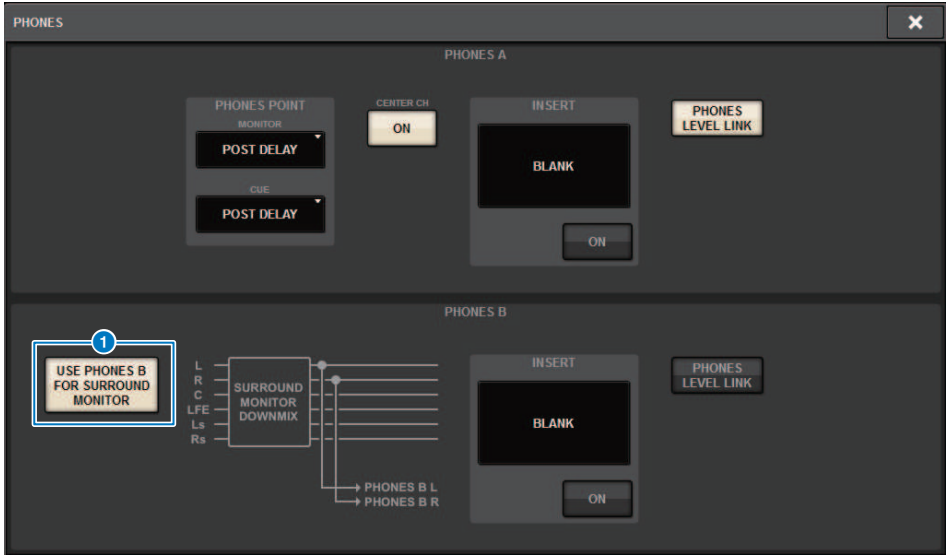 PHONES
PHONES A
PHONES POINT
MONITOR
POST DELAY
CUE
POST DELAY
CENTER CH
ON
INSERT
BLANK
ON
PHONES
LEVEL LINK
PHONES B
1
USE PHONES B
FOR SURROUND
MONITOR
L
R
C
LFE
Ls
Rs
SURROUND
MONITOR
DOWNMIX
PHONES B L
PHONES B R
INSERT
BLANK
ON
PHONES
LEVEL LINK